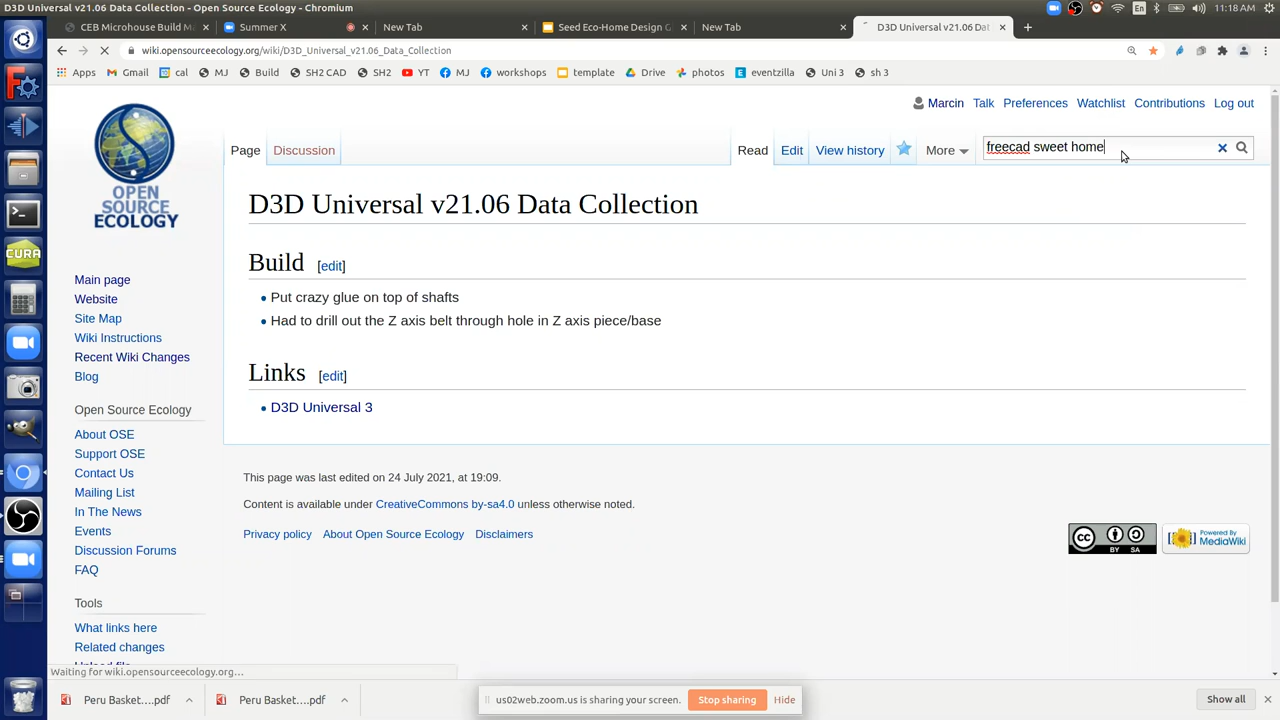 D3D Universal v21.06 Data Collection - Open Source Ecology - Chromium
En
11:18 AM
CEB Microhouse Build M
Summer X
New Tab
Seed Eco-Home Design G
New Tab
D3D Universal v21.06 Dat
wiki.opensourceecology.org/wiki/D3D_Universal_v21.06_Data_Collection
Apps
Gmail
cal
MJ
Build
SH2 CAD
SH2
YT
MJ
workshops
template
Drive
photos
eventzilla
Uni 3
sh 3
Marcin
Talk
Preferences
Watchlist
Contributions
Log out
Page
Discussion
Read
Edit
View history
More
freecad sweet home
OPEN
SOURCE
ECOLOGY
D3D Universal v21.06 Data Collection
Build [edit]
Put crazy glue on top of shafts
Had to drill out the Z axis belt through hole in Z axis piece/base
Links [edit]
D3D Universal 3
CURA
Main page
Website
Site Map
Wiki Instructions
Recent Wiki Changes
Blog
Open Source Ecology
About OSE
Support OSE
Contact Us
Mailing List
In The News
Events
Discussion Forums
FAQ
Tools
What links here
Related changes
Upload file
This page was last edited on 24 July 2021, at 19:09.
Content is available under CreativeCommons by-sa4.0 unless otherwise noted.
Privacy policy
About Open Source Ecology
Disclaimers
cc
BY SA
Powered By
MediaWiki
Waiting for wiki.opensourceecology.org...
Peru Basket....pdf
Peru Basket....pdf
us02web.zoom.us is sharing your screen.
Stop sharing
Hide
Show all